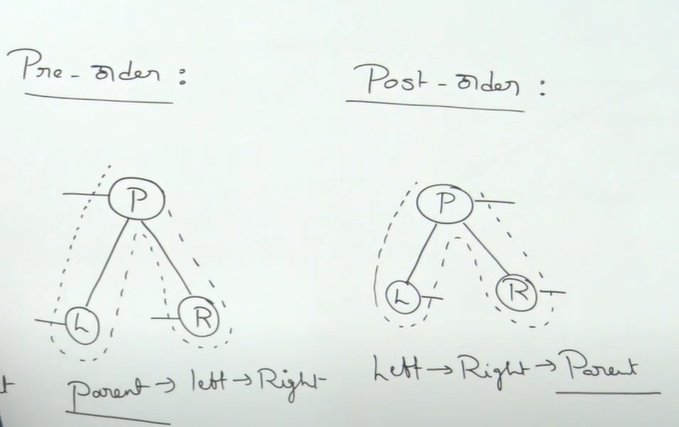 Pre-order :
Post-order :
P
L
R
P
L
R
t
Parent → left → Right
Left → Right → Parent